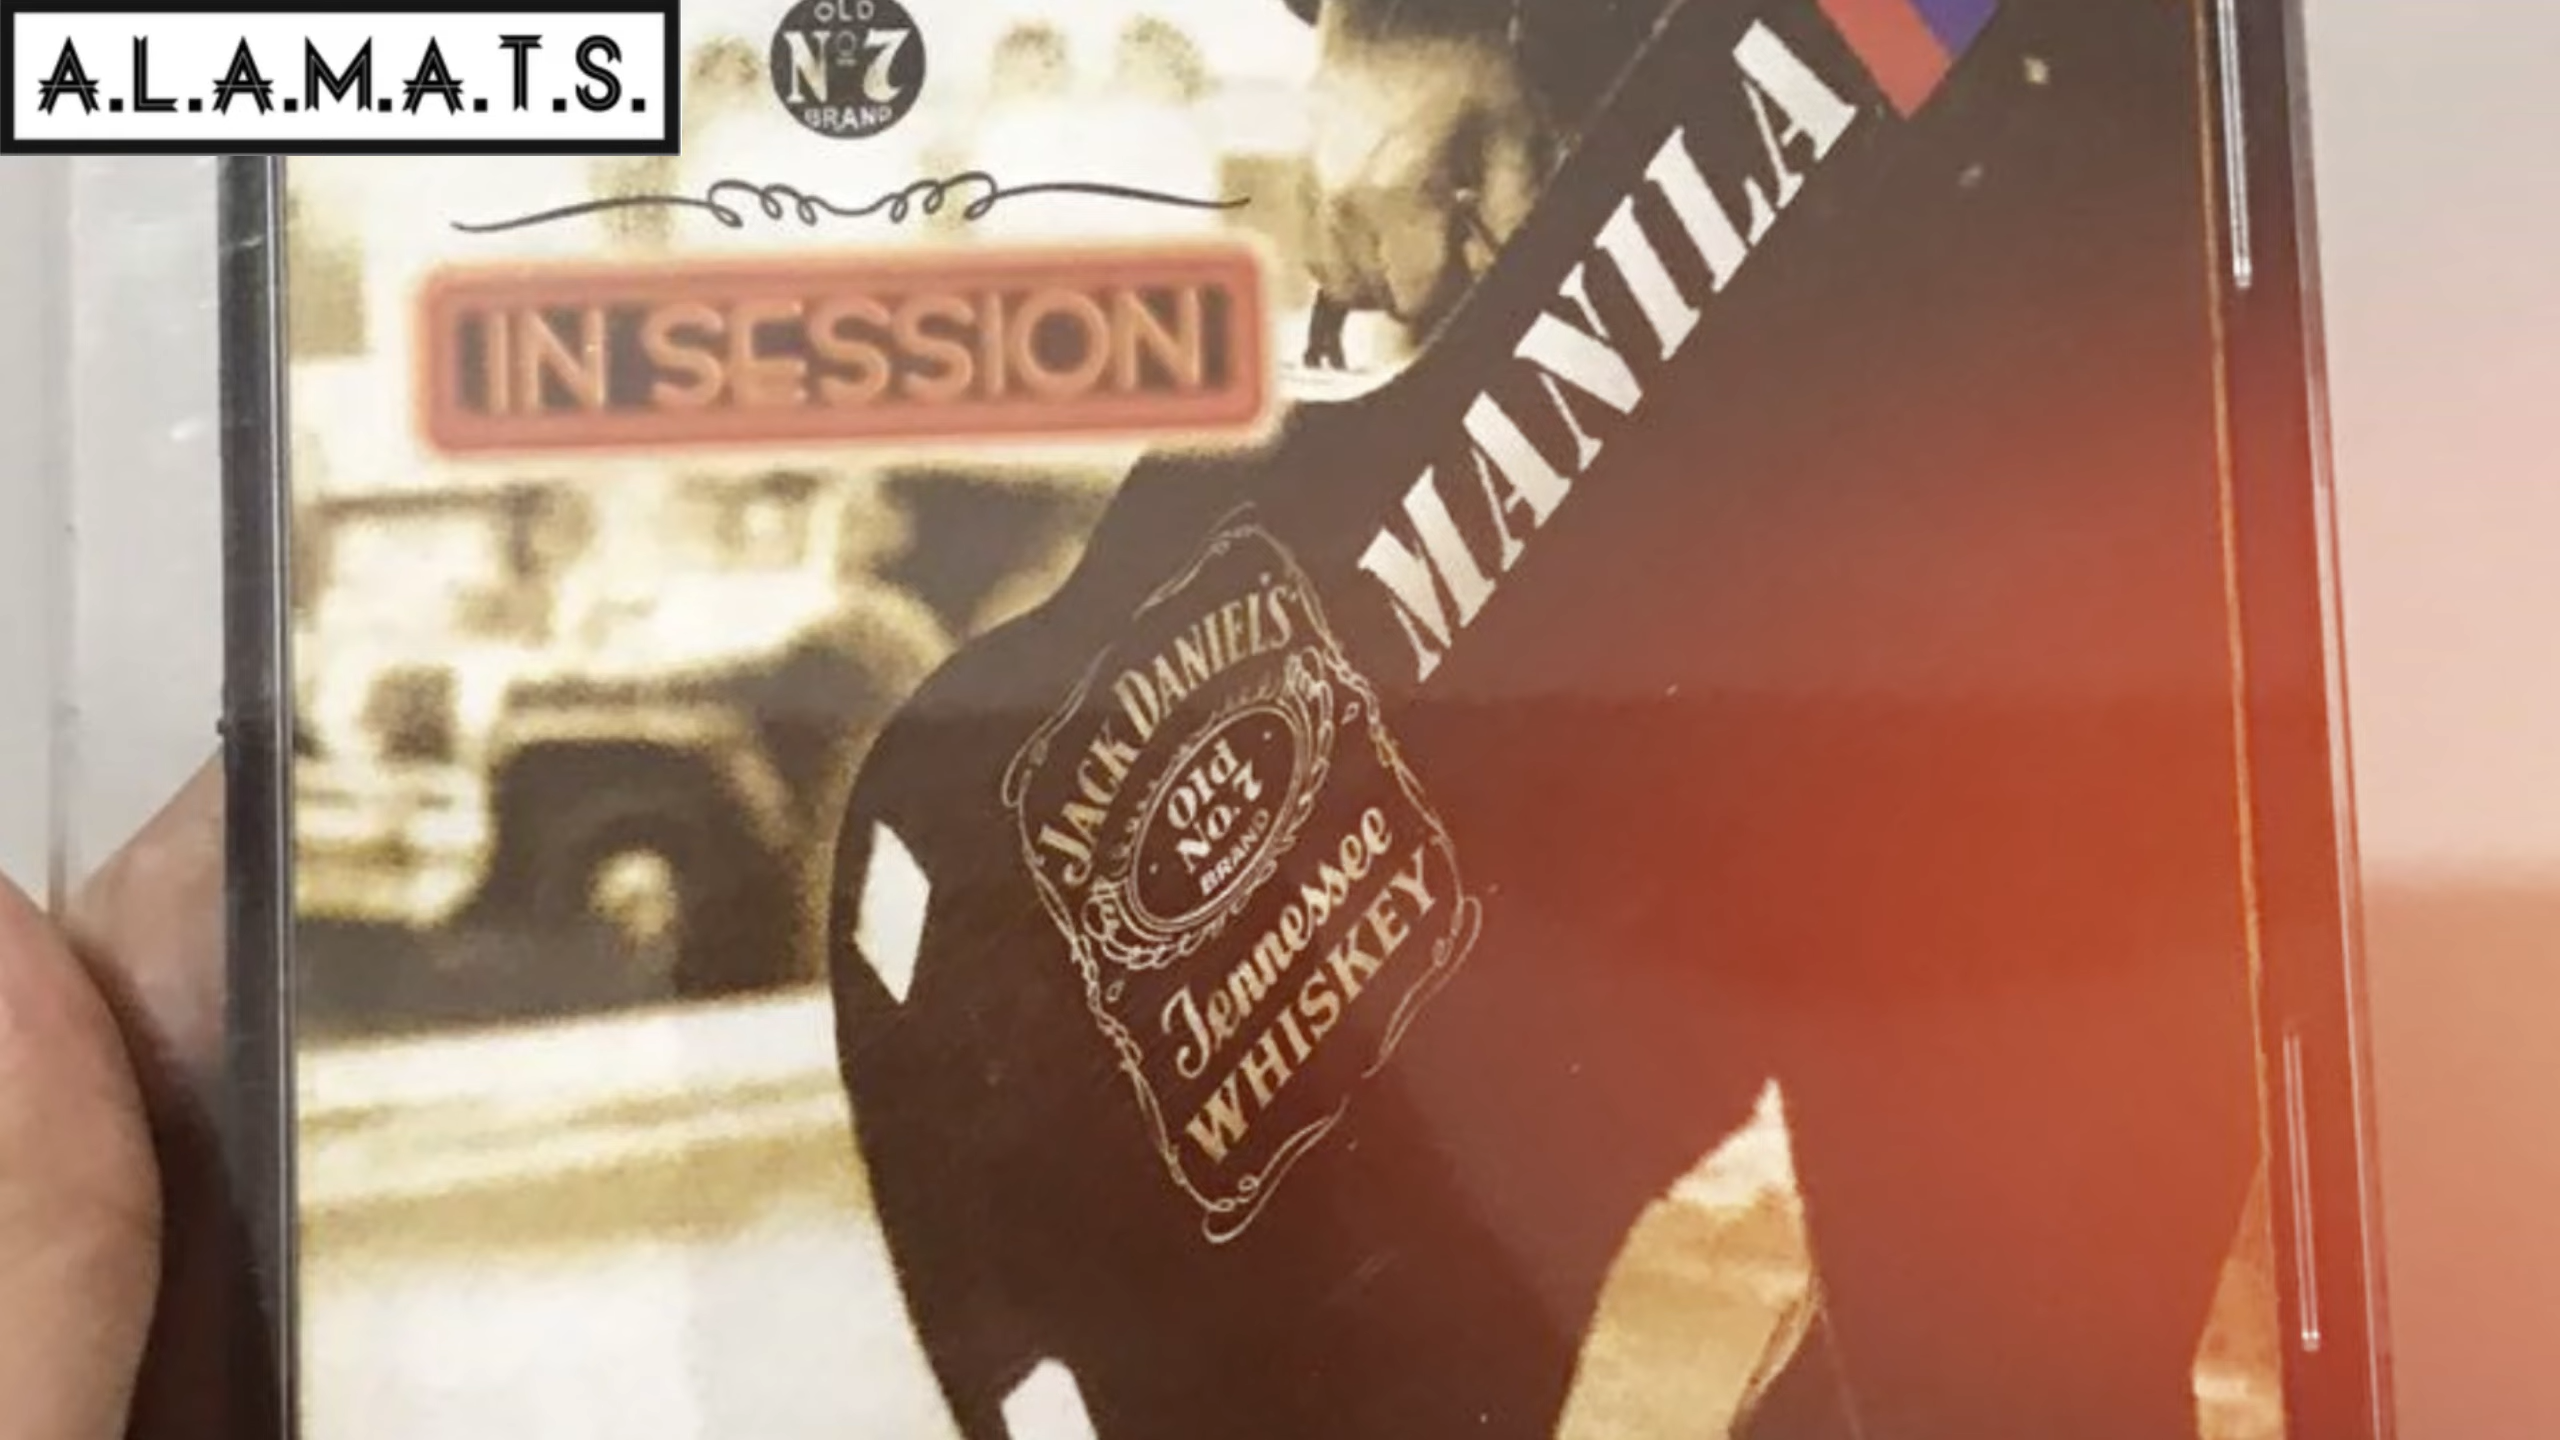 A.L.A.M.A.T.S.
OLD
Nº 7
BRAND
IN SESSION
MANILA
JACK DANIEL'S
Old
NO. 7
BRAND
Tennessee
WHISKEY